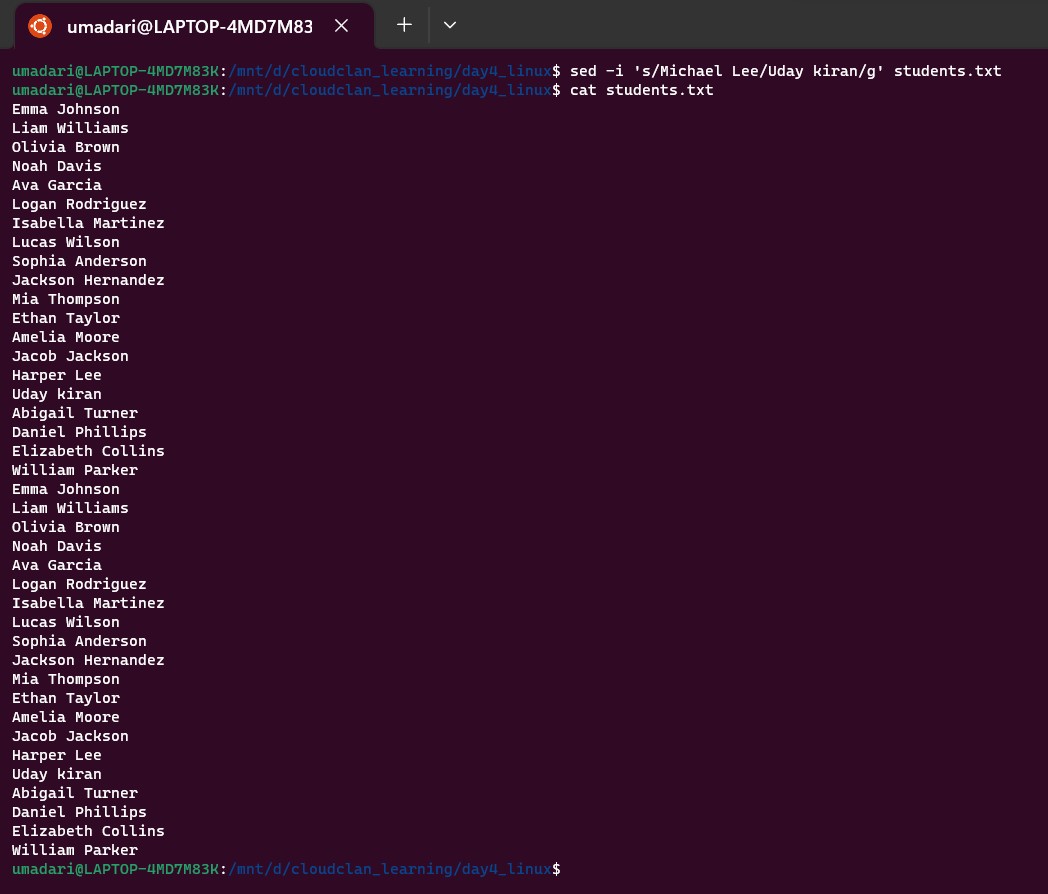 umadari@LAPTOP-4MD7M83
umadari@LAPTOP-4MD7M83K:/mnt/d/cloudclan_learning/day4_linux$ sed -i 's/Michael Lee/Uday kiran/g' students.txt
umadari@LAPTOP-4MD7M83K:/mnt/d/cloudclan_learning/day4_linux$ cat students.txt
Emma Johnson
Liam Williams
Olivia Brown
Noah Davis
Ava Garcia
Logan Rodriguez
Isabella Martinez
Lucas Wilson
Sophia Anderson
Jackson Hernandez
Mia Thompson
Ethan Taylor
Amelia Moore
Jacob Jackson
Harper Lee
Uday kiran
Abigail Turner
Daniel Phillips
Elizabeth Collins
William Parker
Emma Johnson
Liam Williams
Olivia Brown
Noah Davis
Ava Garcia
Logan Rodriguez
Isabella Martinez
Lucas Wilson
Sophia Anderson
Jackson Hernandez
Mia Thompson
Ethan Taylor
Amelia Moore
Jacob Jackson
Harper Lee
Uday kiran
Abigail Turner
Daniel Phillips
Elizabeth Collins
William Parker
umadari@LAPTOP-4MD7M83K:/mnt/d/cloudclan_learning/day4_linux$